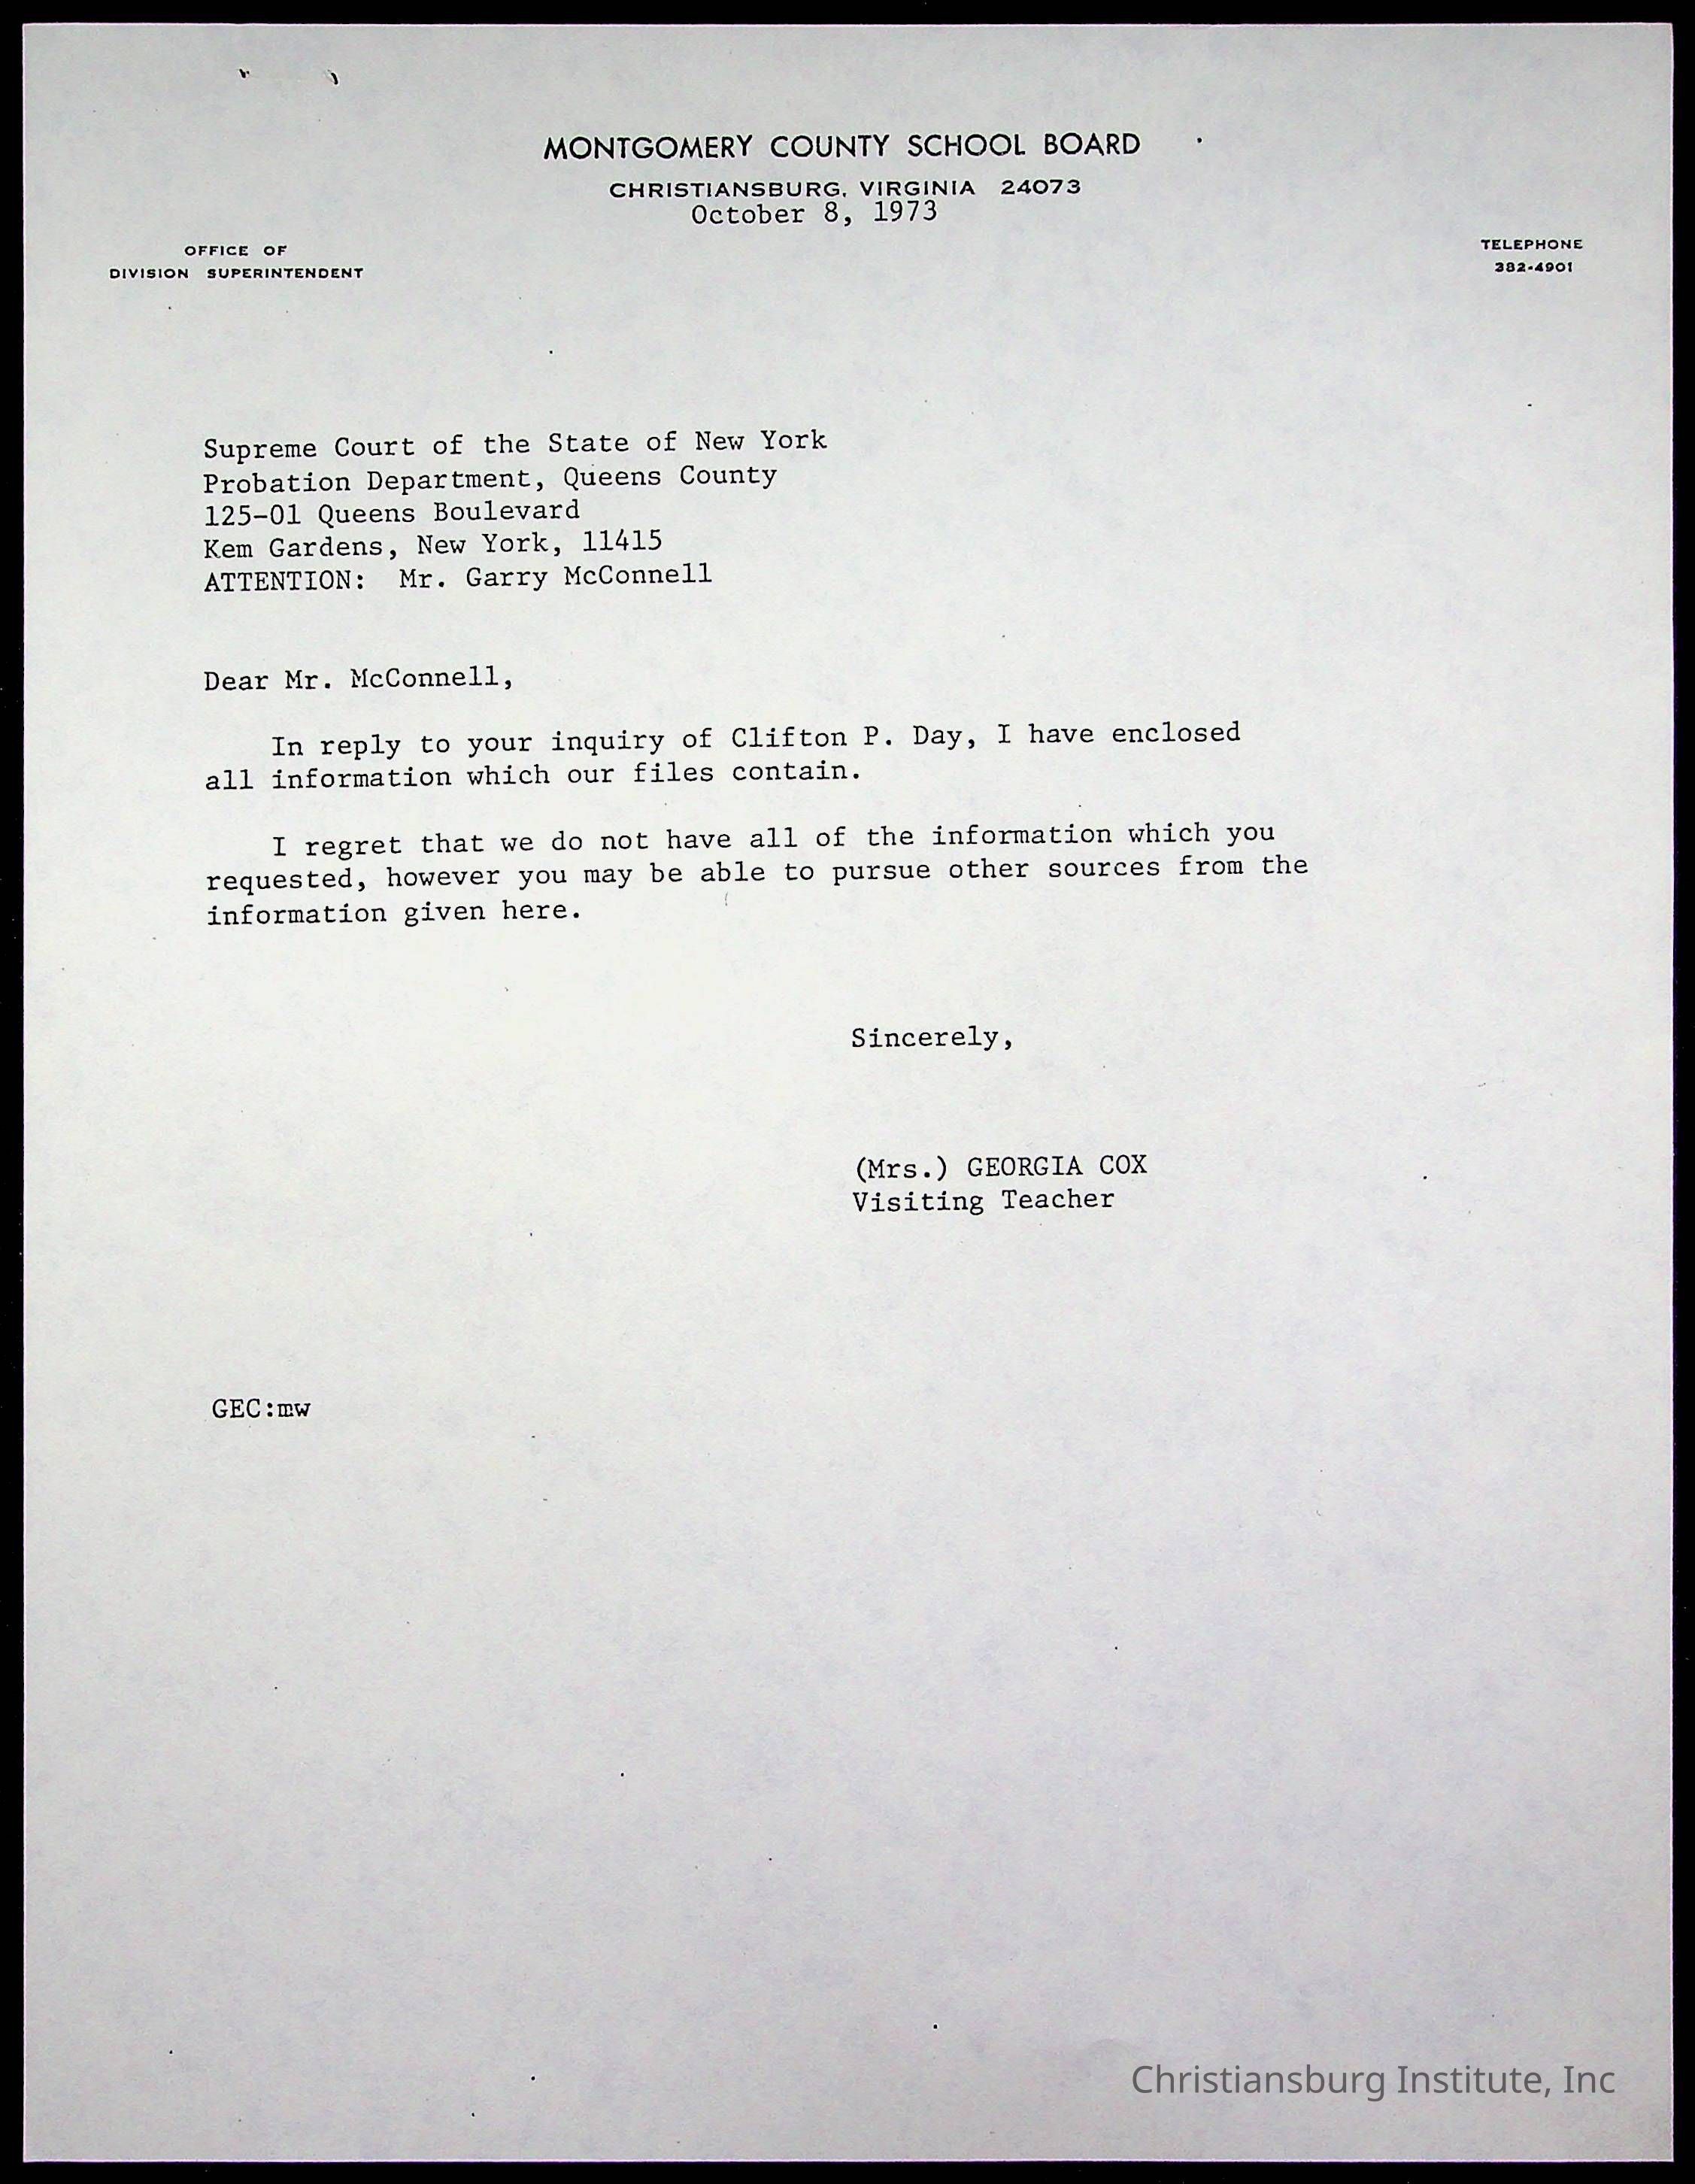 MONTGOMERY COUNTY SCHOOL BOARD
CHRISTIANSBURG, VIRGINIA 24073
October 8, 1973
OFFICE OF
DIVISION SUPERINTENDENT
TELEPHONE
382-4901
Supreme Court of the State of New York
Probation Department, Queens County
125-01 Queens Boulevard
Kem Gardens, New York, 11415
ATTENTION: Mr. Garry McConnell
Dear Mr. McConnell,
In reply to your inquiry of Clifton P. Day, I have enclosed
all information which our files contain.
I regret that we do not have all of the information which you
requested, however you may be able to pursue other sources from the
information given here.
Sincerely,
(Mrs.) GEORGIA COX
Visiting Teacher
GEC:mw
Christiansburg Institute, Inc